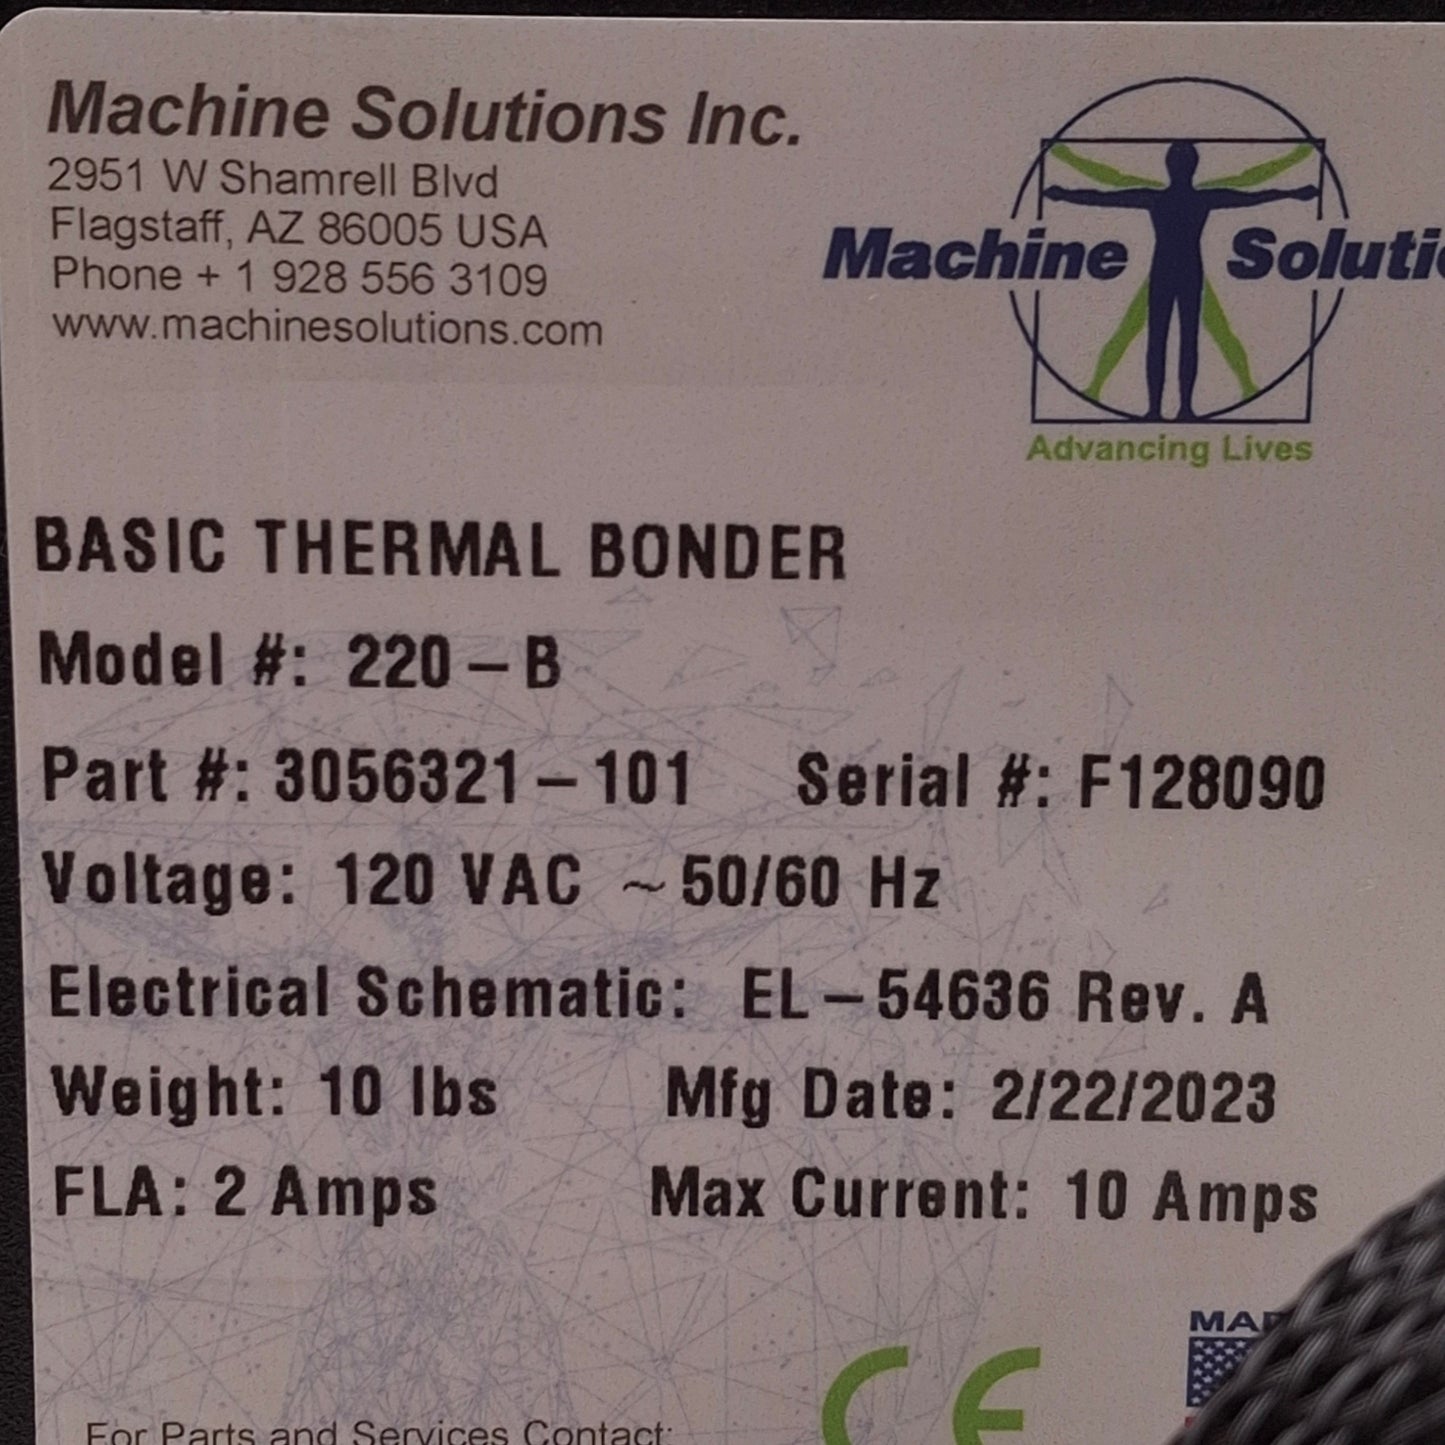 Machine Solutions Inc.
2951 W Shamrell Blvd
Flagstaff, AZ 86005 USA
Phone + 1 928 556 3109
www.machinesolutions.com
Machine
Advancing Lives
BASIC THERMAL BONDER
Model #: 220-B
Part #: 3056321-101 Serial #: F128090
Voltage: 120 VAC ~50/60 Hz
Electrical Schematic: EL-54636 Rev. A
Weight: 10 lbs Mfg Date: 2/22/2023
FLA: 2 Amps Max Current: 10 Amps
CE
For Parts and Services Contact: